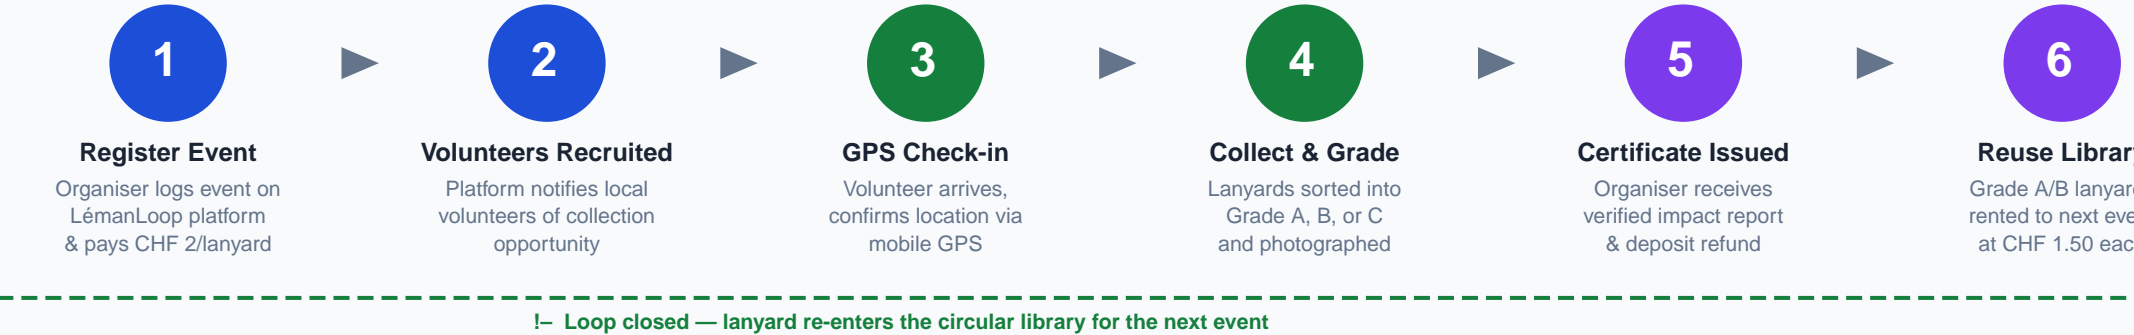 1
Register Event
Organiser logs event on
LémanLoop platform
& pays CHF 2/lanyard
2
Volunteers Recruited
Platform notifies local
volunteers of collection
opportunity
3
GPS Check-in
Volunteer arrives,
confirms location via
mobile GPS
4
Collect & Grade
Lanyards sorted into
Grade A, B, or C
and photographed
5
Certificate Issued
Organiser receives
verified impact report
& deposit refund
6
Reuse
Grade A/B
rented to next
at CHF 1.50
!– Loop closed — lanyard re-enters the circular library for the next event